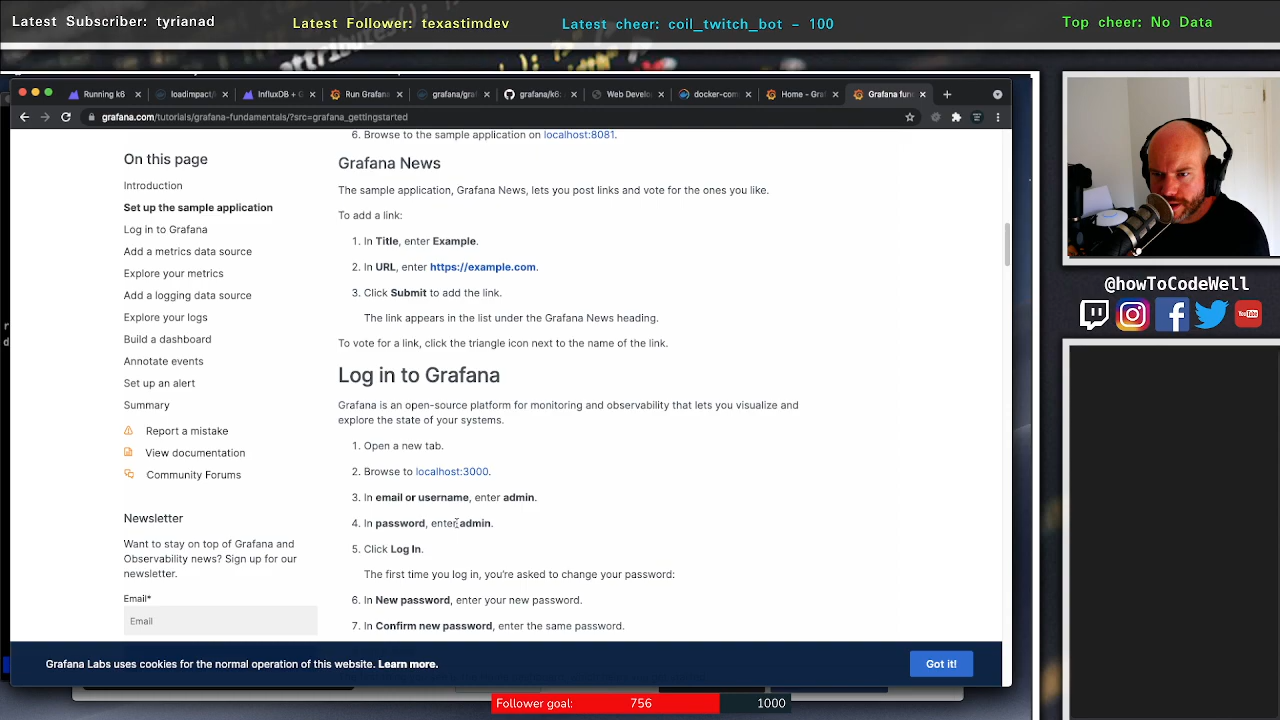 Latest Subscriber: tyrianad
Latest Follower: texastimdev
Latest cheer: coil_twitch_bot - 100
Top cheer: No Data
Running k6
loadimpact/
InfluxDB + G
Run Grafana
grafana/graf
grafana/k6:
Web Develo
docker-com
Home - Gra
Grafana fun
grafana.com/tutorials/grafana-fundamentals/?src=grafana_gettingstarted
On this page
Introduction
Set up the sample application
Log in to Grafana
Add a metrics data source
Explore your metrics
Add a logging data source
Explore your logs
Build a dashboard
Annotate events
Set up an alert
Summary
Report a mistake
View documentation
Community Forums
Newsletter
Want to stay on top of Grafana and
Observability news? Sign up for our
newsletter.
Email*
Email
6. Browse to the sample application on localhost:8081.
Grafana News
The sample application, Grafana News, lets you post links and vote for the ones you like.
To add a link:
1. In Title, enter Example.
2. In URL, enter https://example.com.
3. Click Submit to add the link.
The link appears in the list under the Grafana News heading.
To vote for a link, click the triangle icon next to the name of the link.
Log in to Grafana
Grafana is an open-source platform for monitoring and observability that lets you visualize and
explore the state of your systems.
1. Open a new tab.
2. Browse to localhost:3000.
3. In email or username, enter admin.
4. In password, enter admin.
5. Click Log In.
The first time you log in, you're asked to change your password:
6. In New password, enter your new password.
7. In Confirm new password, enter the same password.
Grafana Labs uses cookies for the normal operation of this website. Learn more.
Got it!
@howToCodeWell
You Tube
Follower goal: 756 1000